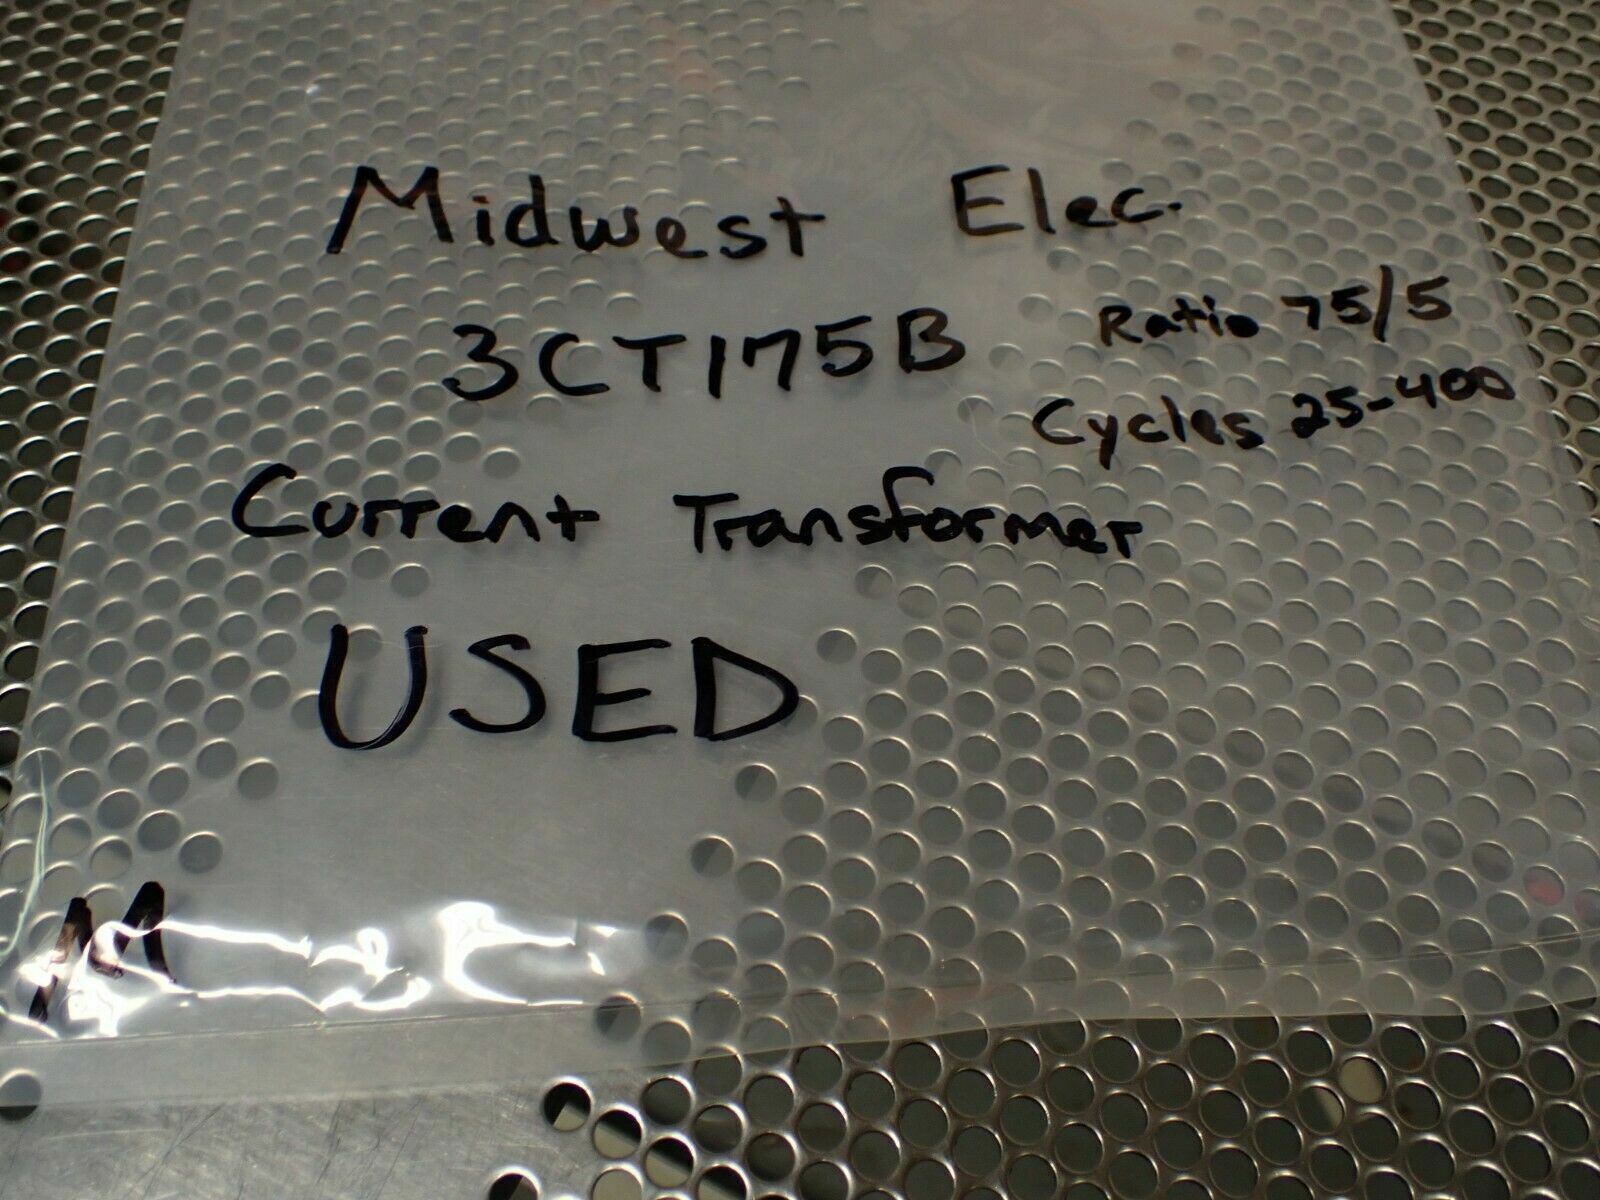 Midwest Elec.
3CT175B
Ratio 75/5
Cycles 25-400
Current Transformer
USED
M